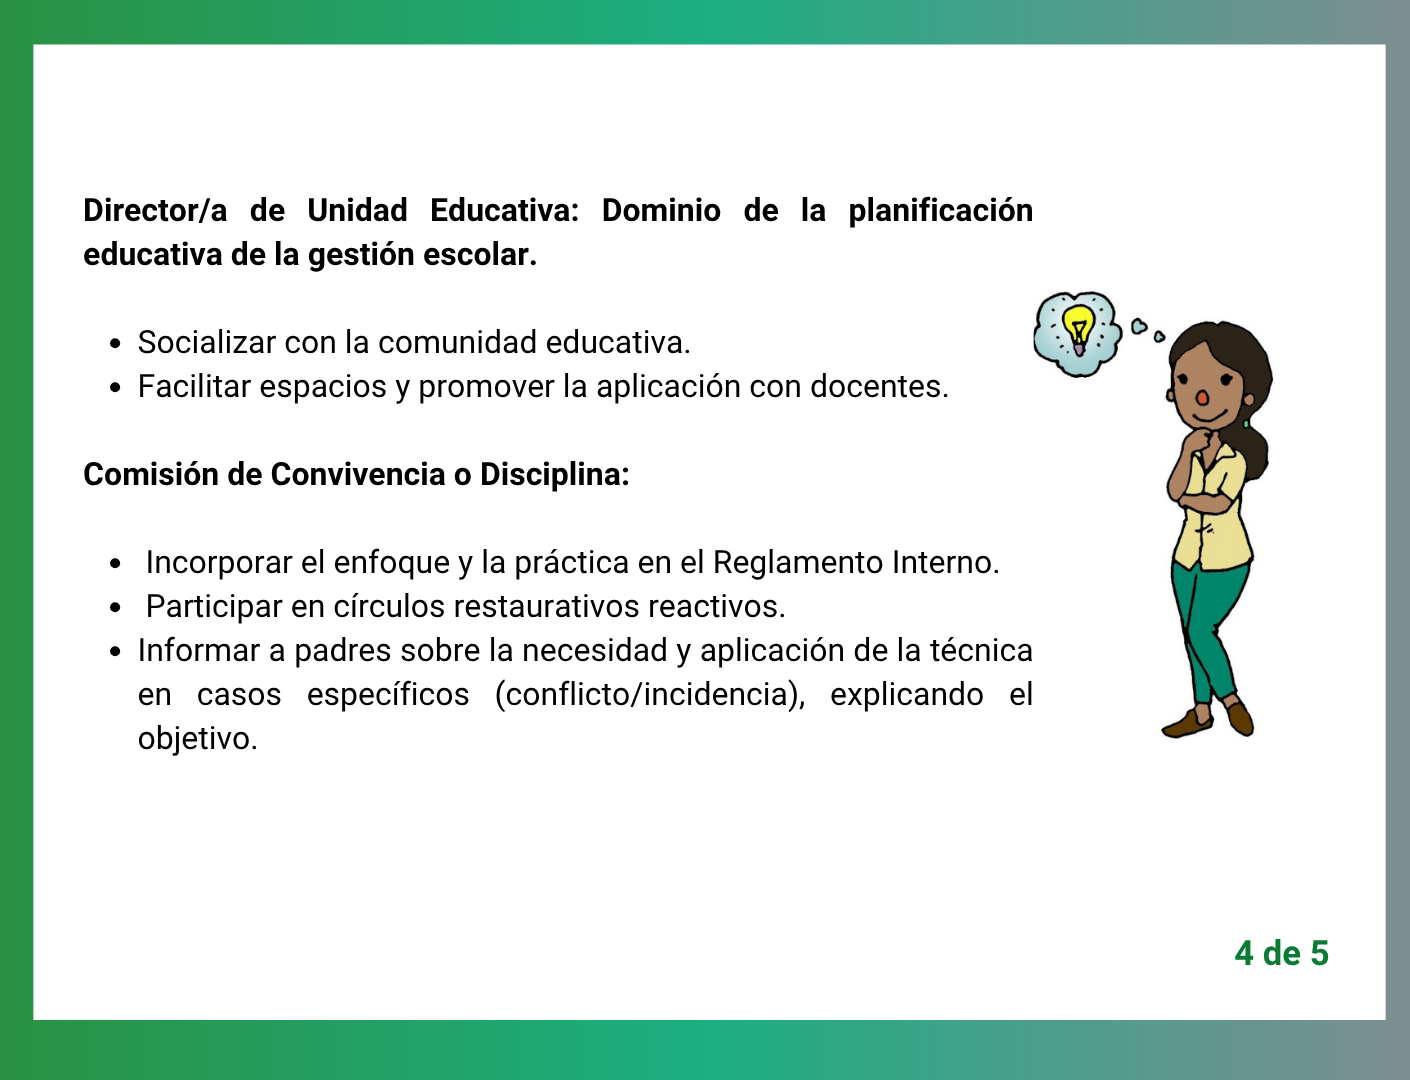 Director/a de Unidad Educativa: Dominio de la planificación
educativa de la gestión escolar.
• Socializar con la comunidad educativa.
• Facilitar espacios y promover la aplicación con docentes.
Comisión de Convivencia o Disciplina:
• Incorporar el enfoque y la práctica en el Reglamento Interno.
• Participar en círculos restaurativos reactivos.
• Informar a padres sobre la necesidad y aplicación de la técnica
en casos específicos (conflicto/incidencia), explicando el
objetivo.
4 de 5